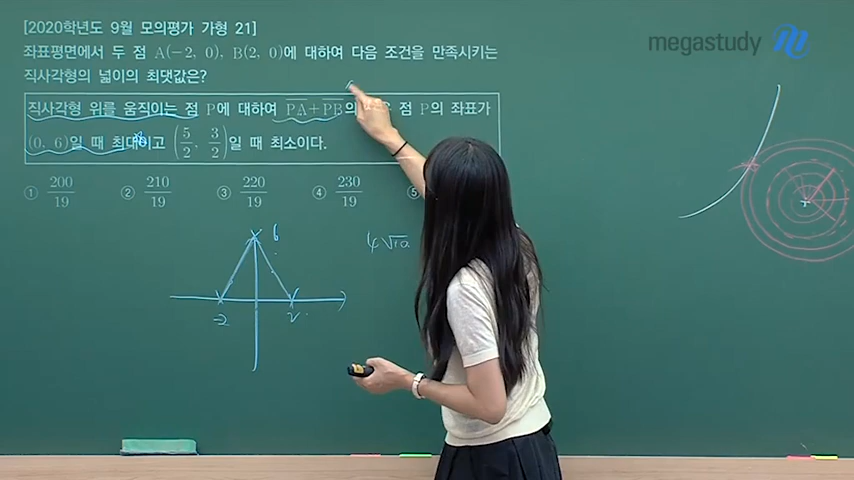 [2020학년도 9월 모의평가 가형 21]
megastudy
좌표평면에서 두 점 A(−2, 0), B(2, 0)에 대하여 다음 조건을 만족시키는
직사각형의 넓이의 최댓값은?
직사각형 위를 움직이는 점 P에 대하여 PA+PB의 점 P의 좌표가
(0, 6)일 때 최대이고 (5/2, 3/2)일 때 최소이다.
① 200/19 ② 210/19 ③ 220/19 ④ 230/19 ⑤
6
4√10
-2 2